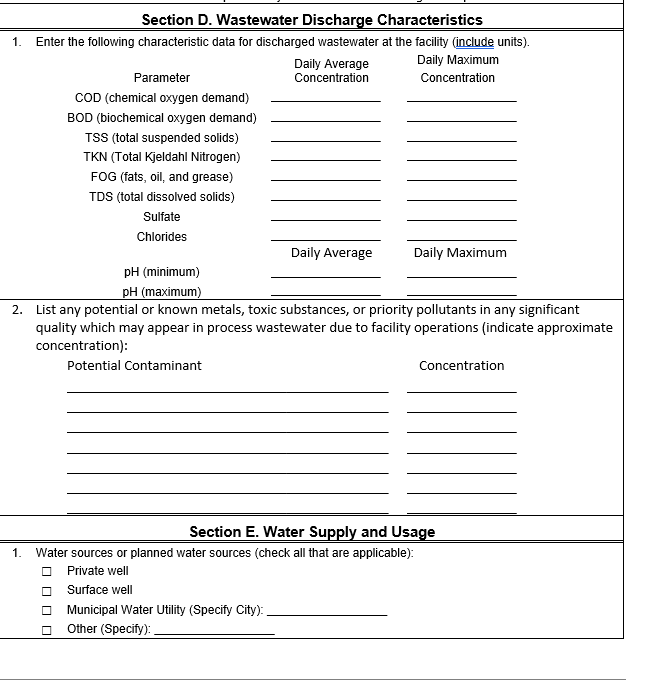 Section D. Wastewater Discharge Characteristics
1. Enter the following characteristic data for discharged wastewater at the facility (include units).
Parameter Daily Average Concentration Daily Maximum Concentration
COD (chemical oxygen demand)
BOD (biochemical oxygen demand)
TSS (total suspended solids)
TKN (Total Kjeldahl Nitrogen)
FOG (fats, oil, and grease)
TDS (total dissolved solids)
Sulfate
Chlorides
Daily Average Daily Maximum
pH (minimum)
pH (maximum)
2. List any potential or known metals, toxic substances, or priority pollutants in any significant
quality which may appear in process wastewater due to facility operations (indicate approximate
concentration):
Potential Contaminant Concentration
Section E. Water Supply and Usage
1. Water sources or planned water sources (check all that are applicable):
☐ Private well
☐ Surface well
☐ Municipal Water Utility (Specify City): ____________________
☐ Other (Specify): ____________________